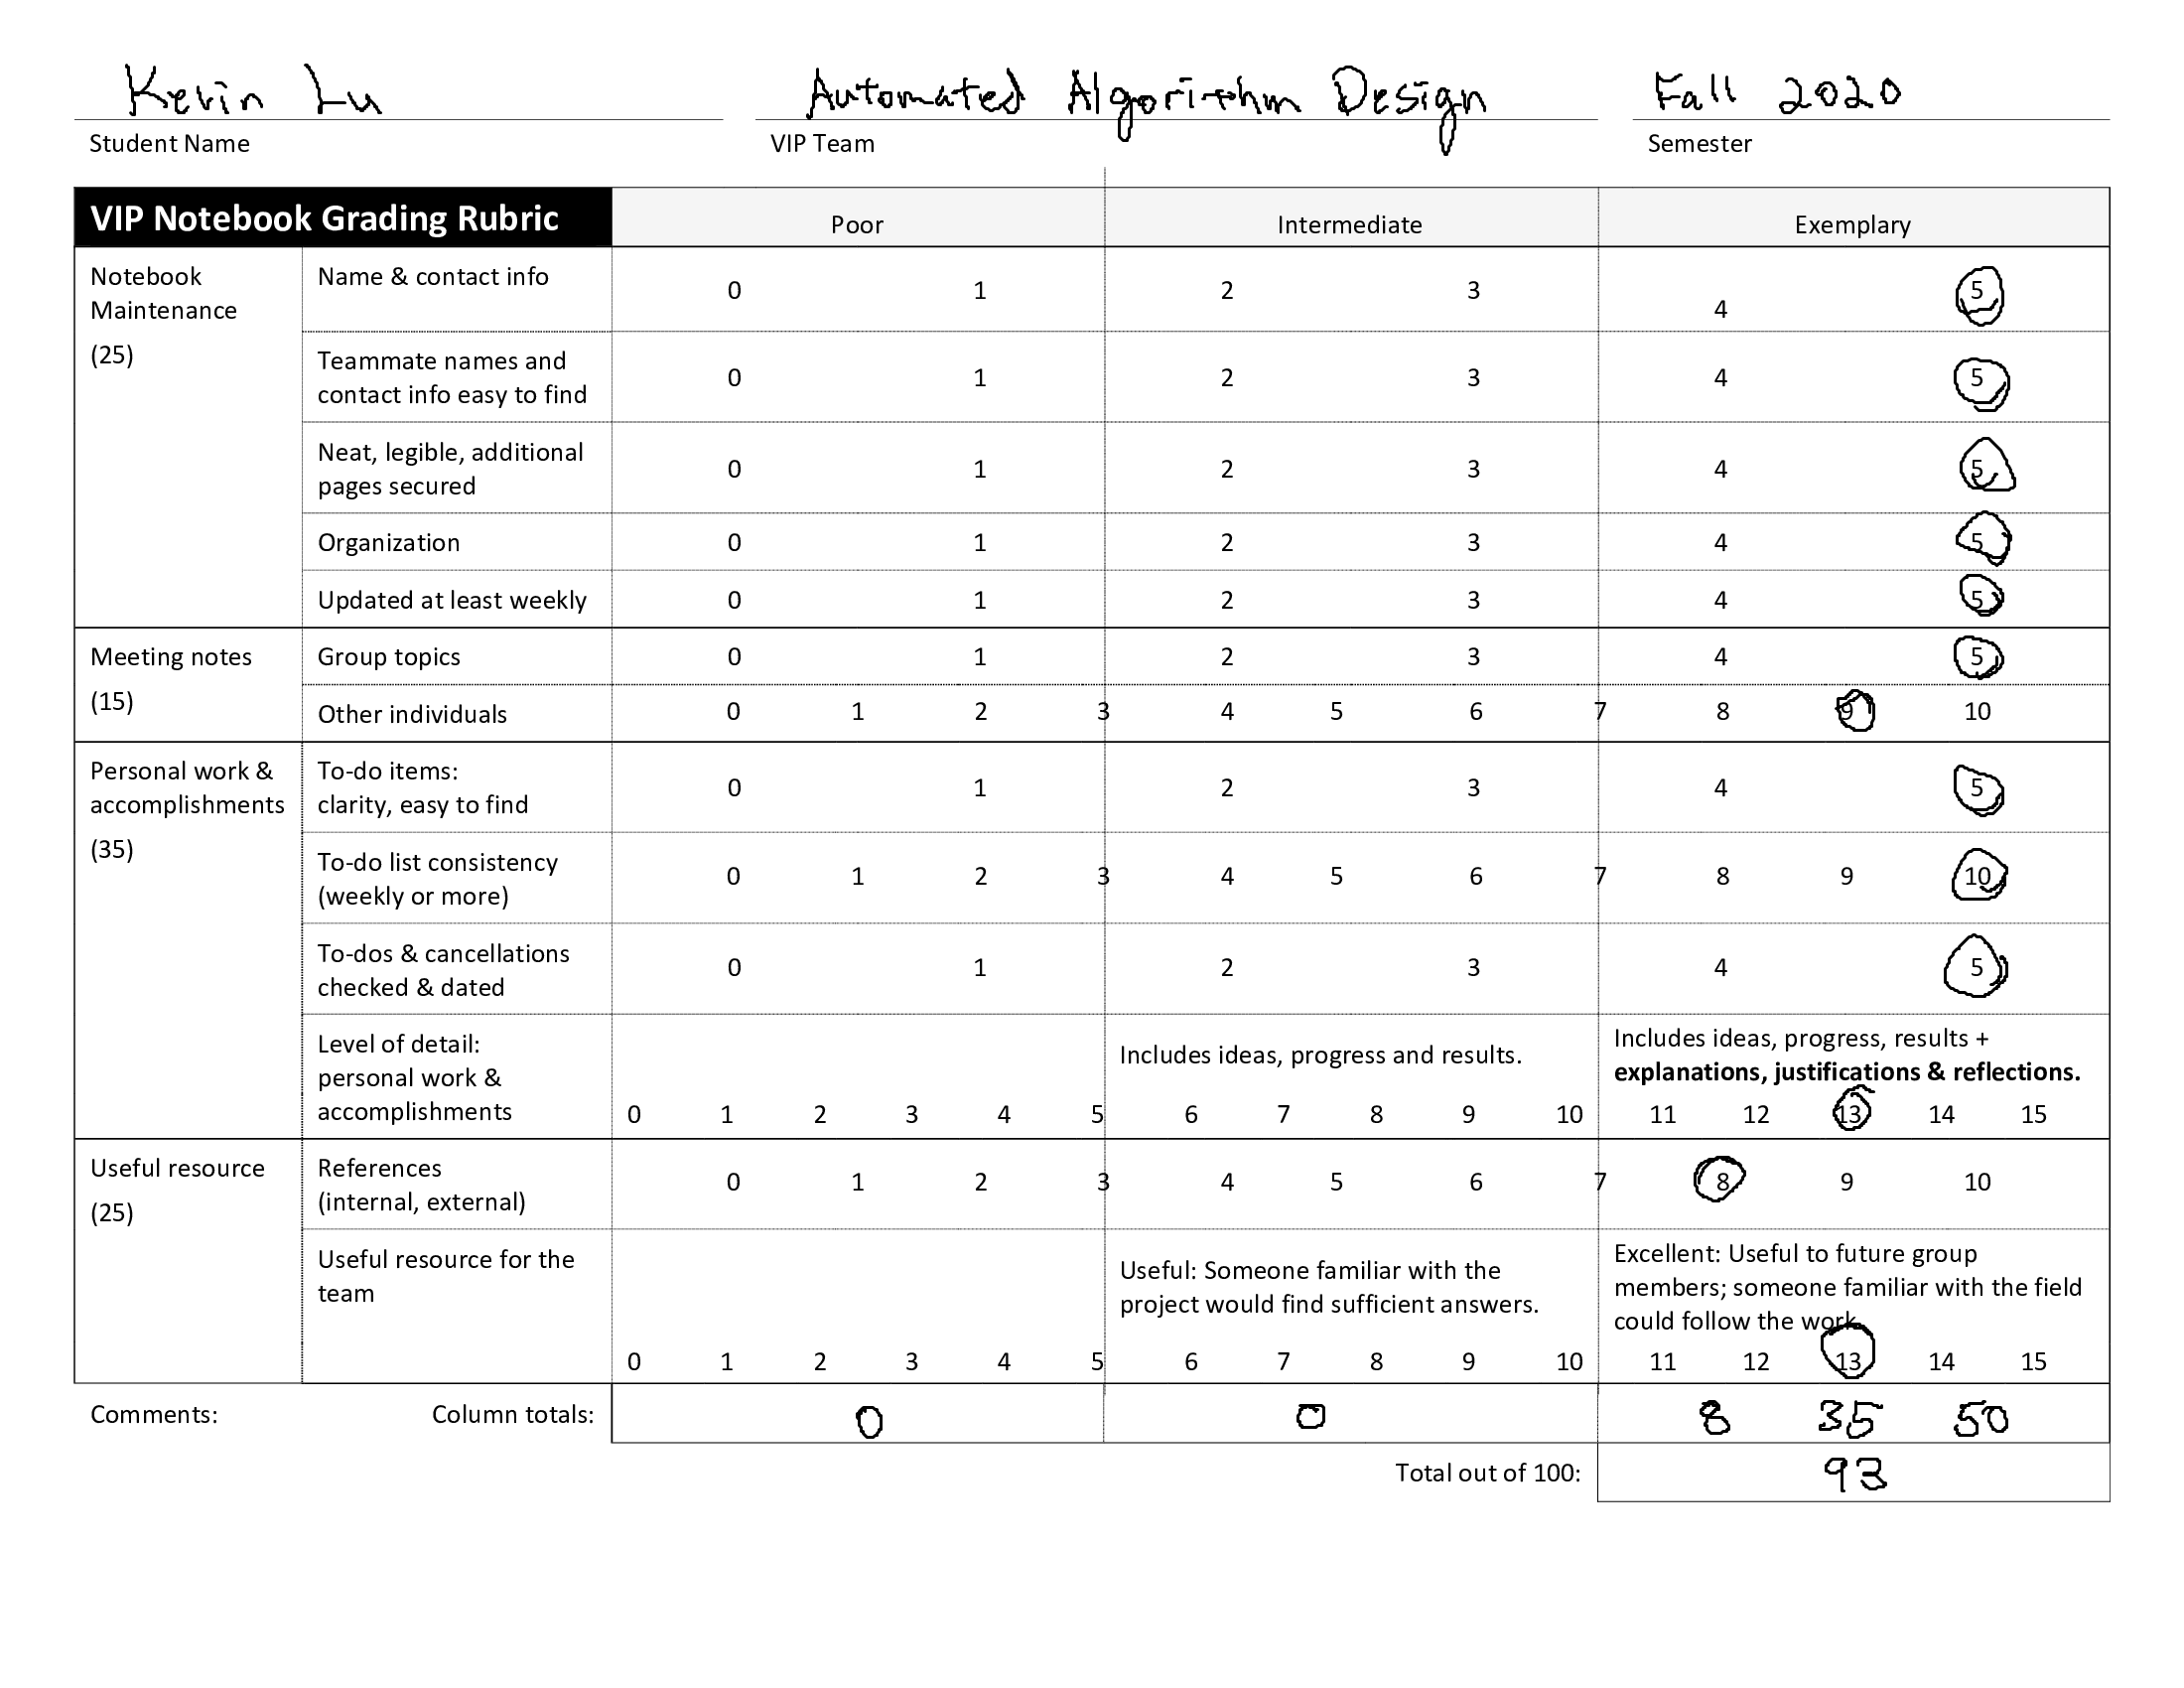 Kevin Lu Automated Algorithm Design Fall 2020
Student Name VIP Team Semester
VIP Notebook Grading Rubric Poor Intermediate Exemplary
Notebook Maintenance (25)
Name & contact info
0 1 2 3 4 5
Teammate names and
contact info easy to find
0 1 2 3 4 5
Neat, legible, additional
pages secured
0 1 2 3 4 5
Organization 0 1 2 3 4 5
Updated at least weekly 0 1 2 3 4 5
Meeting notes
(15)
Group topics 0 1 2 3 4 5
Other individuals 0 1 2 3 4 5 6 7 8 9 10
Personal work &
accomplishments
(35)
To-do items:
clarity, easy to find
0 1 2 3 4 5
To-do list consistency
(weekly or more)
0 1 2 3 4 5 6 7 8 9 10
To-dos & cancellations
checked & dated
0 1 2 3 4 5
Level of detail:
personal work &
accomplishments
Includes ideas, progress and results.
Includes ideas, progress, results +
explanations, justifications & reflections.
0 1 2 3 4 5 6 7 8 9 10 11 12 13 14 15
Useful resource
(25)
References
(internal, external)
0 1 2 3 4 5 6 7 8 9 10
Useful resource for the
team
Useful: Someone familiar with the
project would find sufficient answers.
Excellent: Useful to future group
members; someone familiar with the field
could follow the work.
0 1 2 3 4 5 6 7 8 9 10 11 12 13 14 15
Comments: Column totals: 0 0 8 35 50
Total out of 100: 93